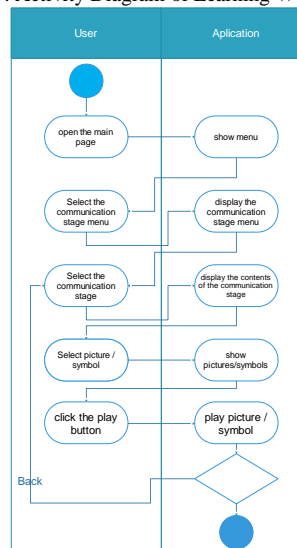 Activity Diagram of Learning
User
Aplication
open the main
page
show menu
Select the
communication
stage menu
display the
communication
stage menu
Select the
communication
stage
display the contents
of the communication
stage
Select picture /
symbol
show
pictures/symbols
click the play
button
play picture /
symbol
Back